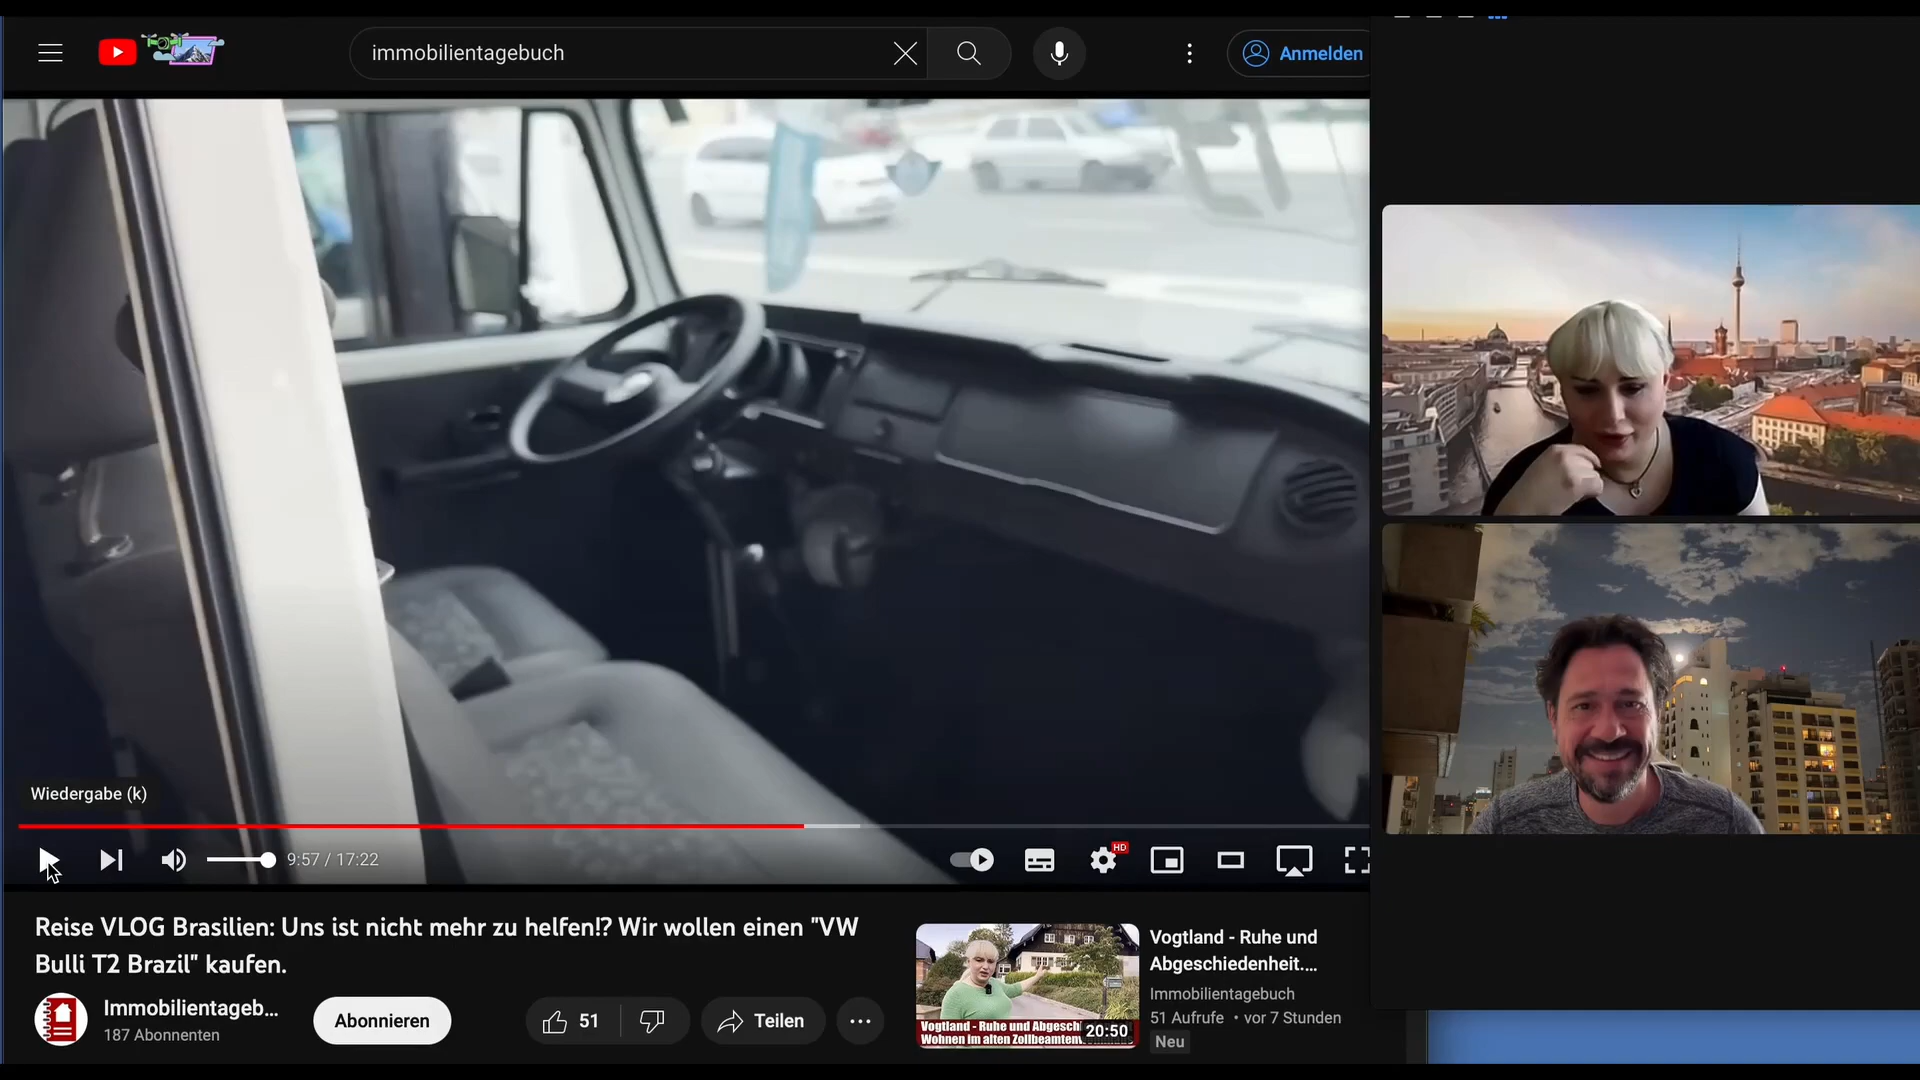 immobilientagebuch
Anmelden
Wiedergabe (k)
9:57 / 17:22
HD
Reise VLOG Brasilien: Uns ist nicht mehr zu helfen!? Wir wollen einen "VW
Bulli T2 Brazil" kaufen.
Immobilientageb...
187 Abonnenten
Abonnieren
51
Teilen
Vogtland - Ruhe und Abgesch
Wohnen im alten Zollbeamten
20:50
Vogtland - Ruhe und
Abgeschiedenheit....
Immobilientagebuch
51 Aufrufe • vor 7 Stunden
Neu